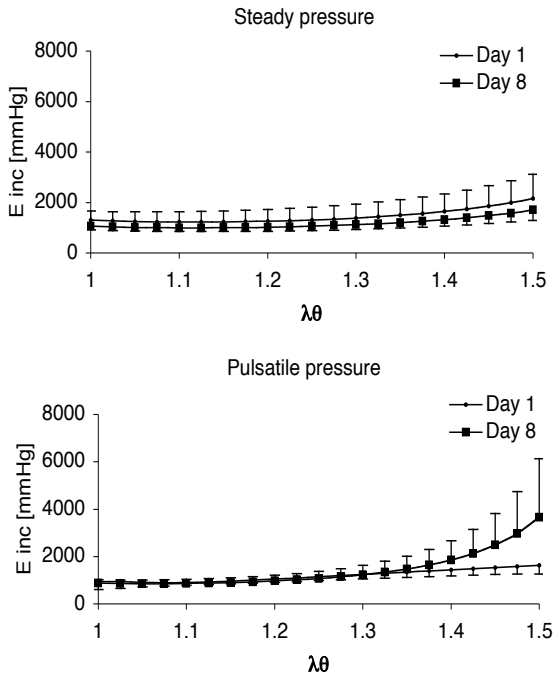 Steady pressure
8000
6000
4000
2000
0
E inc [mmHg]
Day 1
Day 8
1 1.1 1.2 1.3 1.4 1.5
λθ
Pulsatile pressure
8000
6000
4000
2000
0
E inc [mmHg]
Day 1
Day 8
1 1.1 1.2 1.3 1.4 1.5
λθ